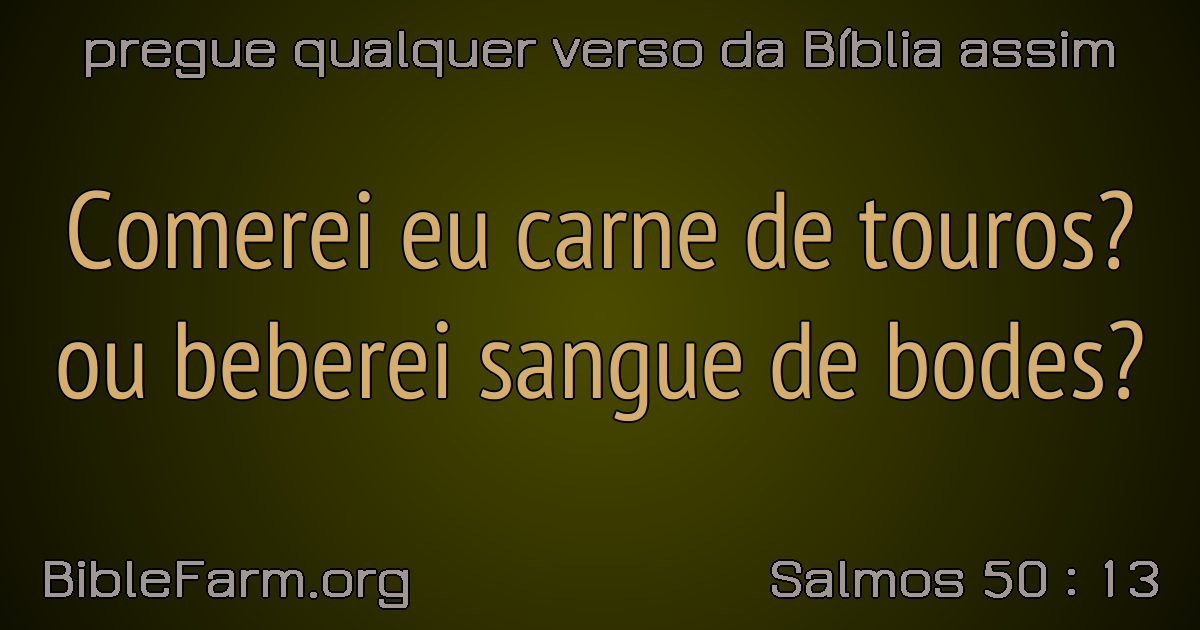 pregue qualquer verso da Bíblia assim
Comerei eu carne de touros?
ou beberei sangue de bodes?
BibleFarm.org
Salmos 50 : 13